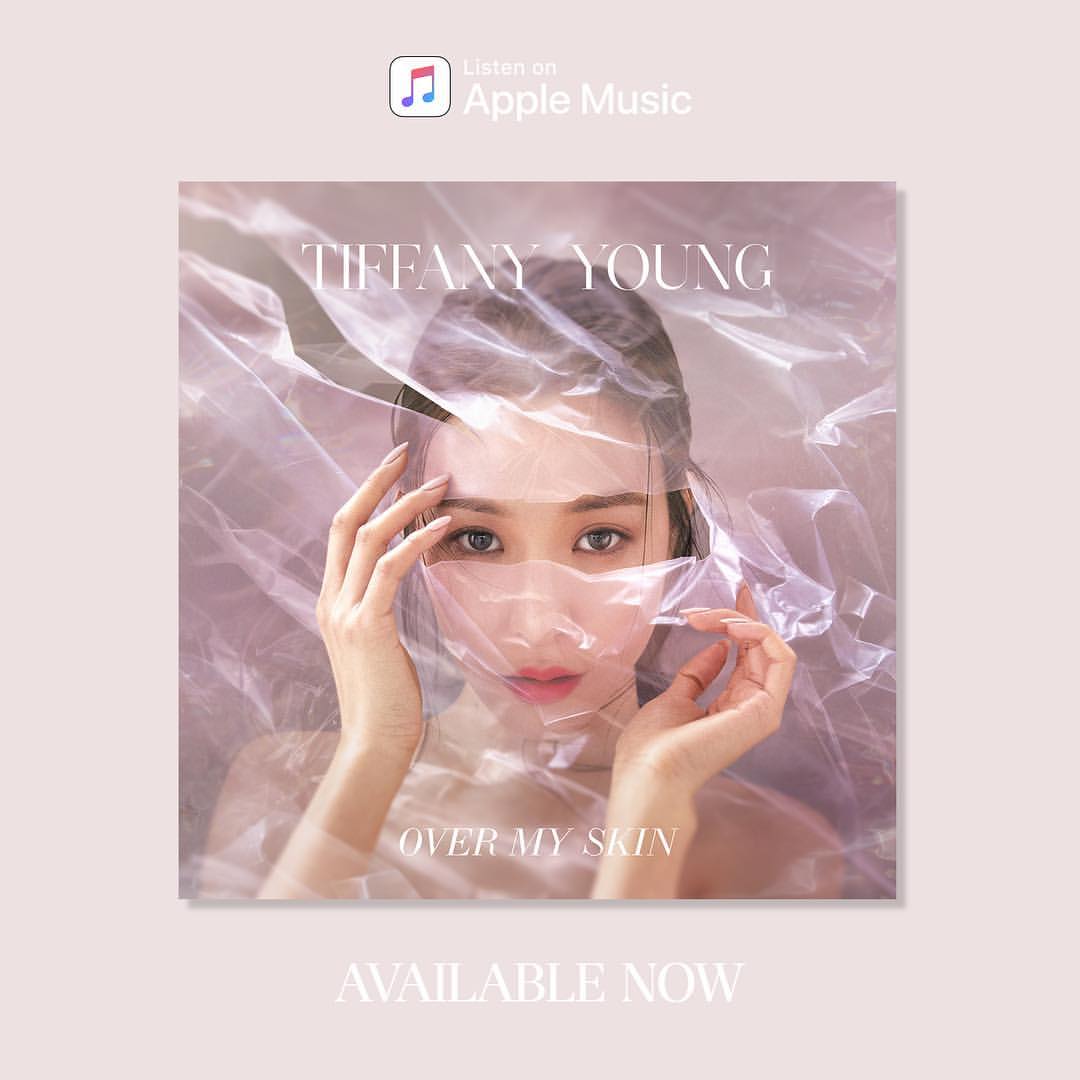 Listen on
Apple Music
TIFFANY YOUNG
OVER MY SKIN
AVAILABLE NOW